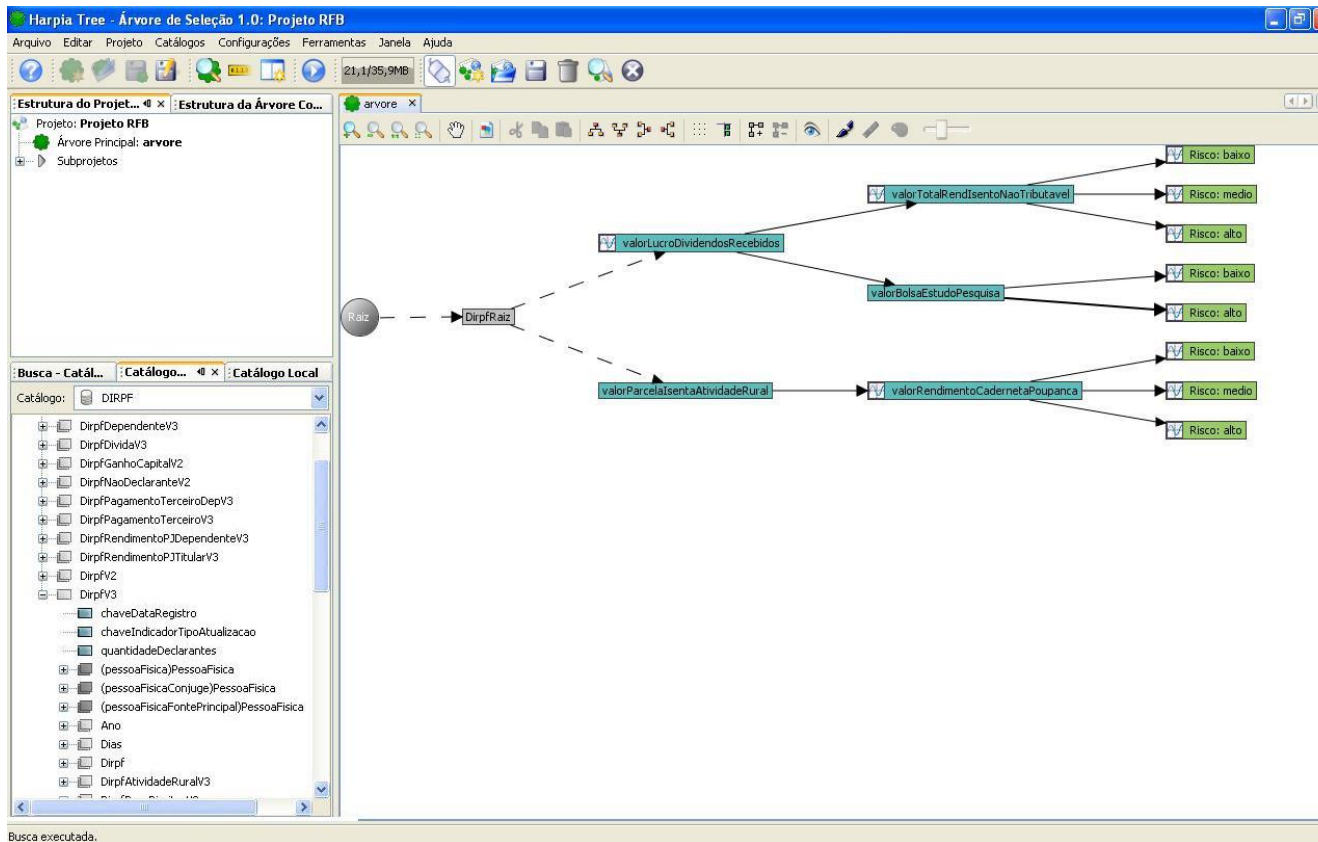 Harpia Tree - Árvore de Seleção 1.0: Projeto RFB
Arquivo Editar Projeto Catálogos Configurações Ferramentas Janela Ajuda
21,1/35,9MB
Estrutura do Projet... Estrutura da Árvore Co...
Projeto: Projeto RFB
Árvore Principal: arvore
Subprojetos
Busca - Catál... Catálogo... Catálogo Local
Catálogo: DIRPF
DirpfDependenteV3
DirpfDividaV3
DirpfGanhoCapitalV2
DirpfNaoDeclaranteV2
DirpfPagamentoTerceiroDepV3
DirpfPagamentoTerceiroV3
DirpfRendimentoPJDependenteV3
DirpfRendimentoPJTitularV3
DirpfV2
DirpfV3
chaveDataRegistro
chaveIndicadorTipoAtualizacao
quantidadeDeclarantes
(pessoaFisica)PessoaFisica
(pessoaFisicaConjuge)PessoaFisica
(pessoaFisicaFontePrincipal)PessoaFisica
Ano
Dias
Dirpf
DirpfAtividadeRuralV3
arvore
Raiz
DirpfRaiz
valorLucroDividendosRecebidos
valorParcelaIsentaAtividadeRural
valorTotalRendIsentoNaoTributavel
valorBolsaEstudoPesquisa
valorRendimentoCadernetaPoupanca
Risco: baixo
Risco: medio
Risco: alto
Risco: baixo
Risco: alto
Risco: baixo
Risco: medio
Risco: alto
Busca executada.